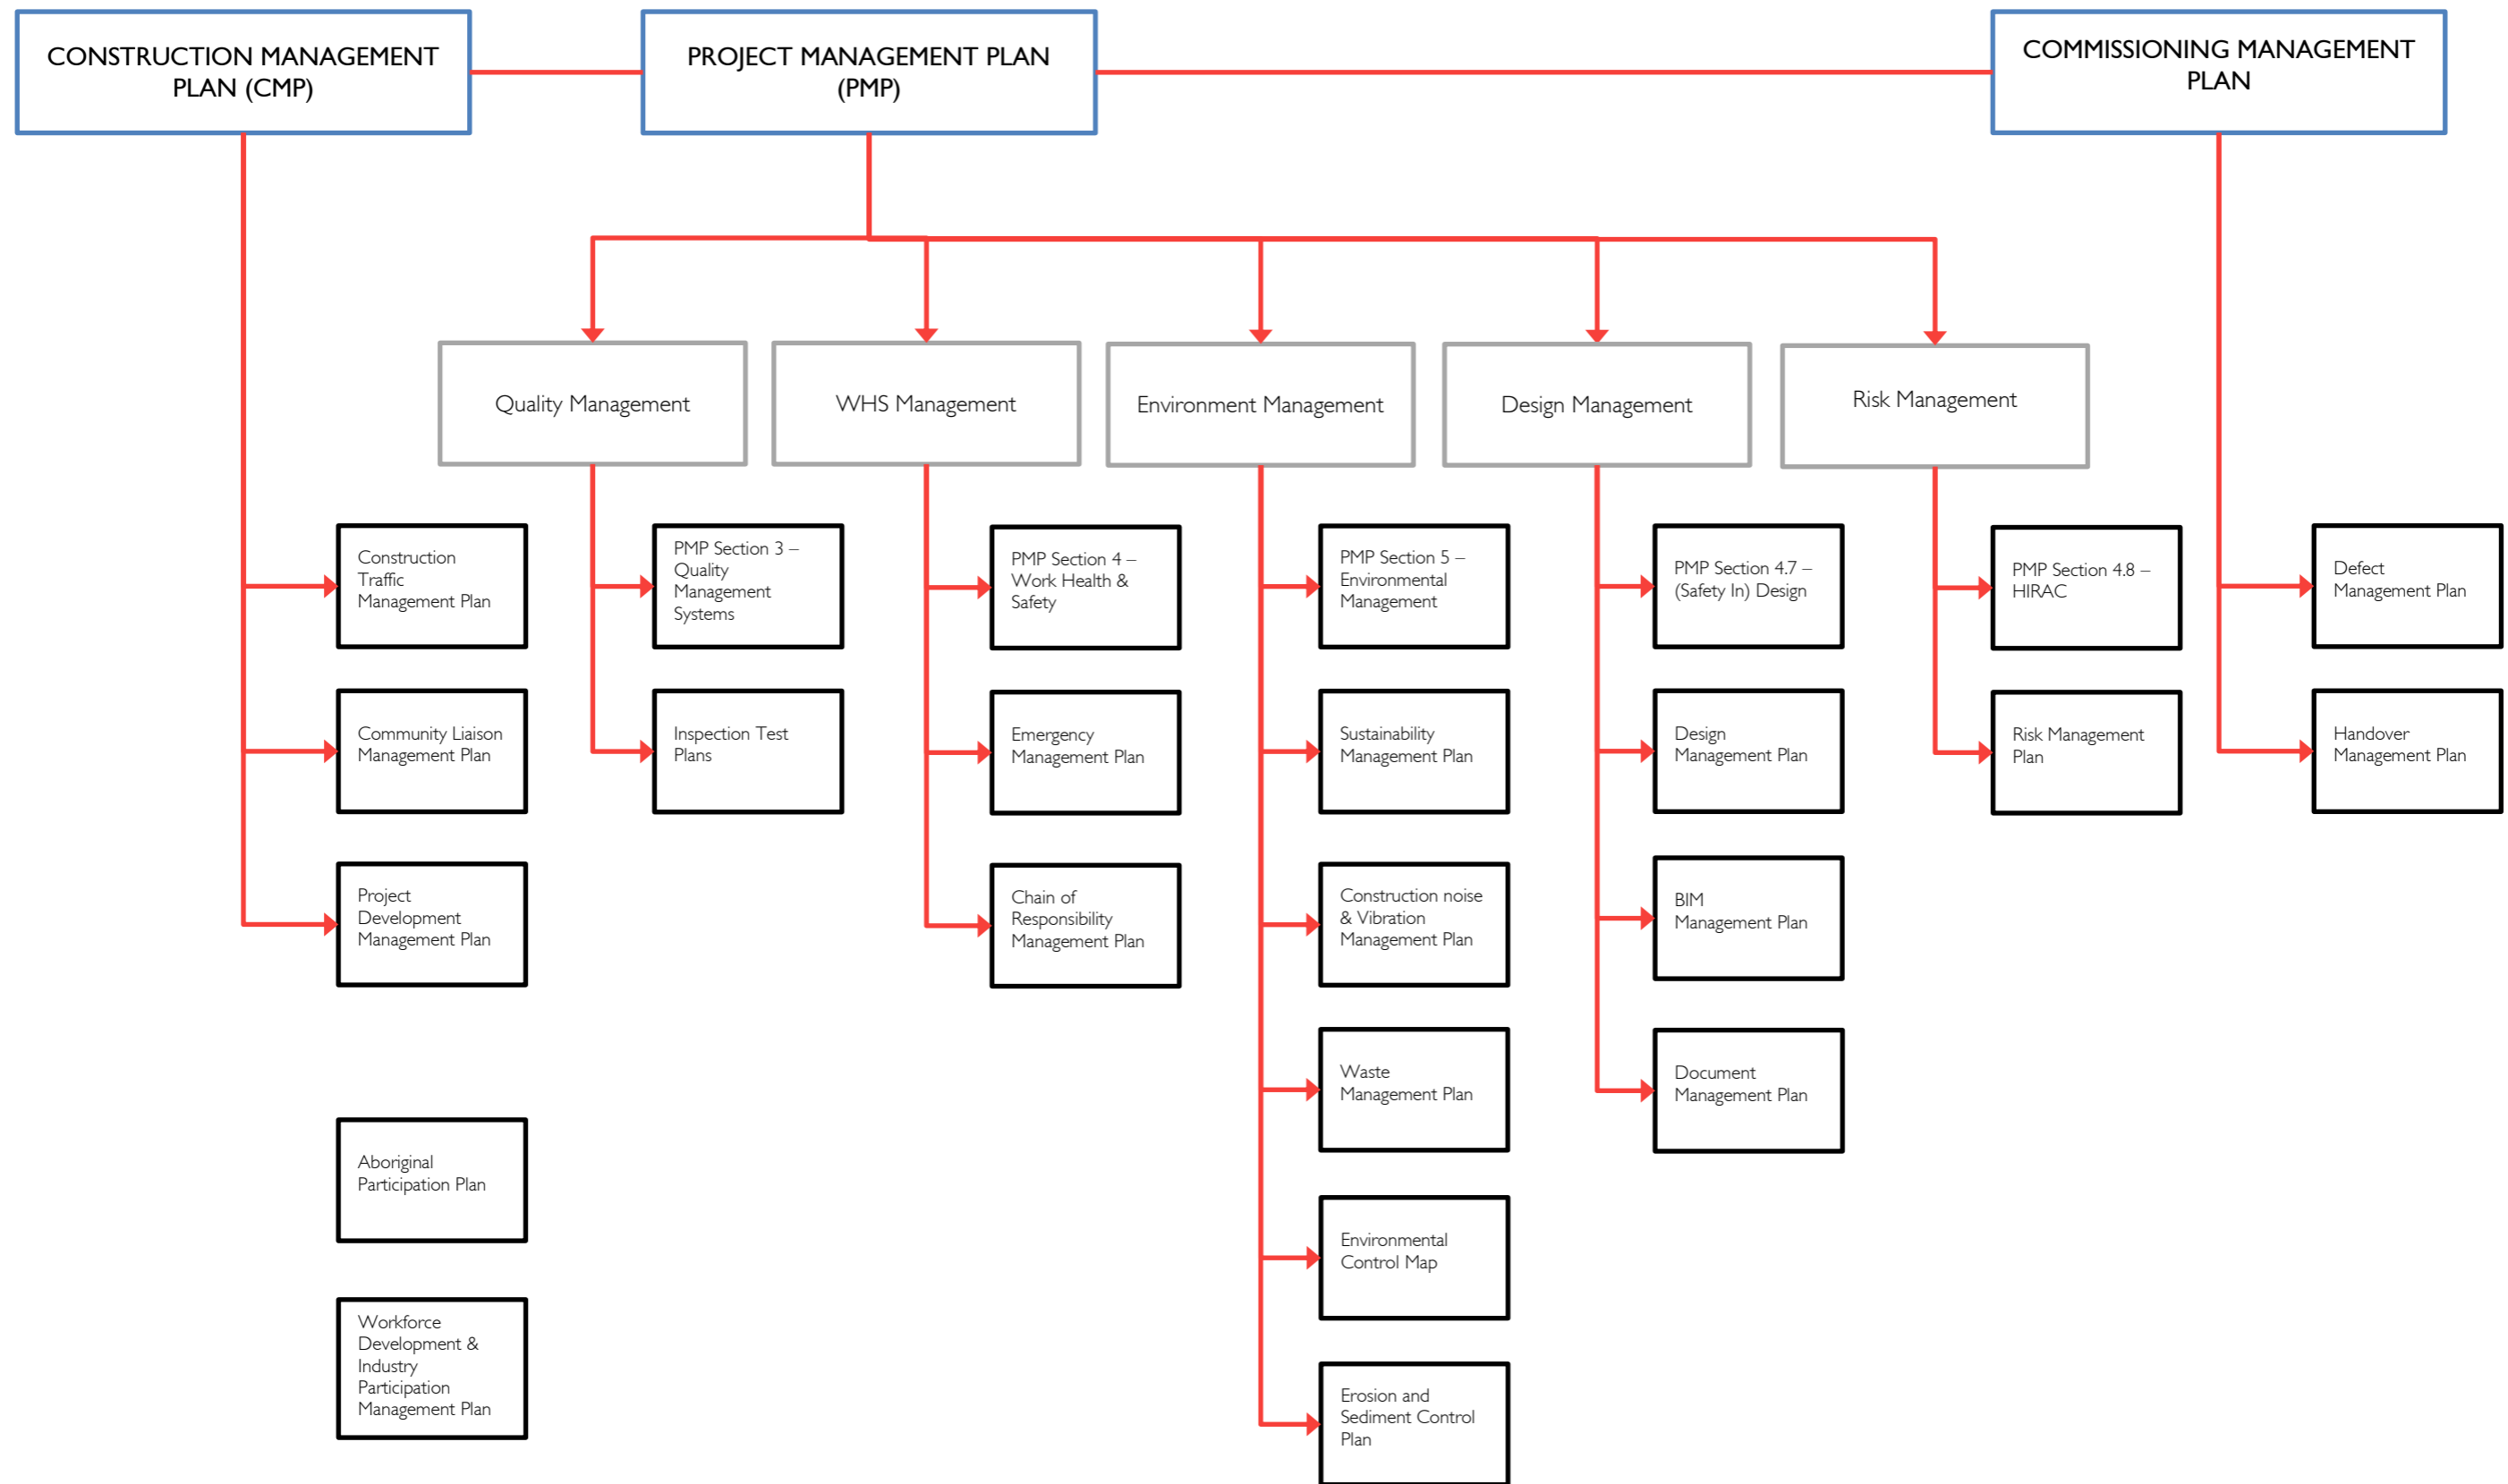 CONSTRUCTION MANAGEMENT
PLAN (CMP)
PROJECT MANAGEMENT PLAN
(PMP)
COMMISSIONING MANAGEMENT
PLAN
Quality Management
WHS Management
Environment Management
Design Management
Risk Management
Construction
Traffic
Management Plan
PMP Section 3 –
Quality
Management
Systems
PMP Section 4 –
Work Health &
Safety
PMP Section 5 –
Environmental
Management
PMP Section 4.7 –
(Safety In) Design
PMP Section 4.8 –
HIRAC
Defect
Management Plan
Community Liaison
Management Plan
Inspection Test
Plans
Emergency
Management Plan
Sustainability
Management Plan
Design
Management Plan
Risk Management
Plan
Handover
Management Plan
Project
Development
Management Plan
Chain of
Responsibility
Management Plan
Construction noise
& Vibration
Management Plan
BIM
Management Plan
Waste
Management Plan
Document
Management Plan
Aboriginal
Participation Plan
Environmental
Control Map
Workforce
Development &
Industry
Participation
Management Plan
Erosion and
Sediment Control
Plan